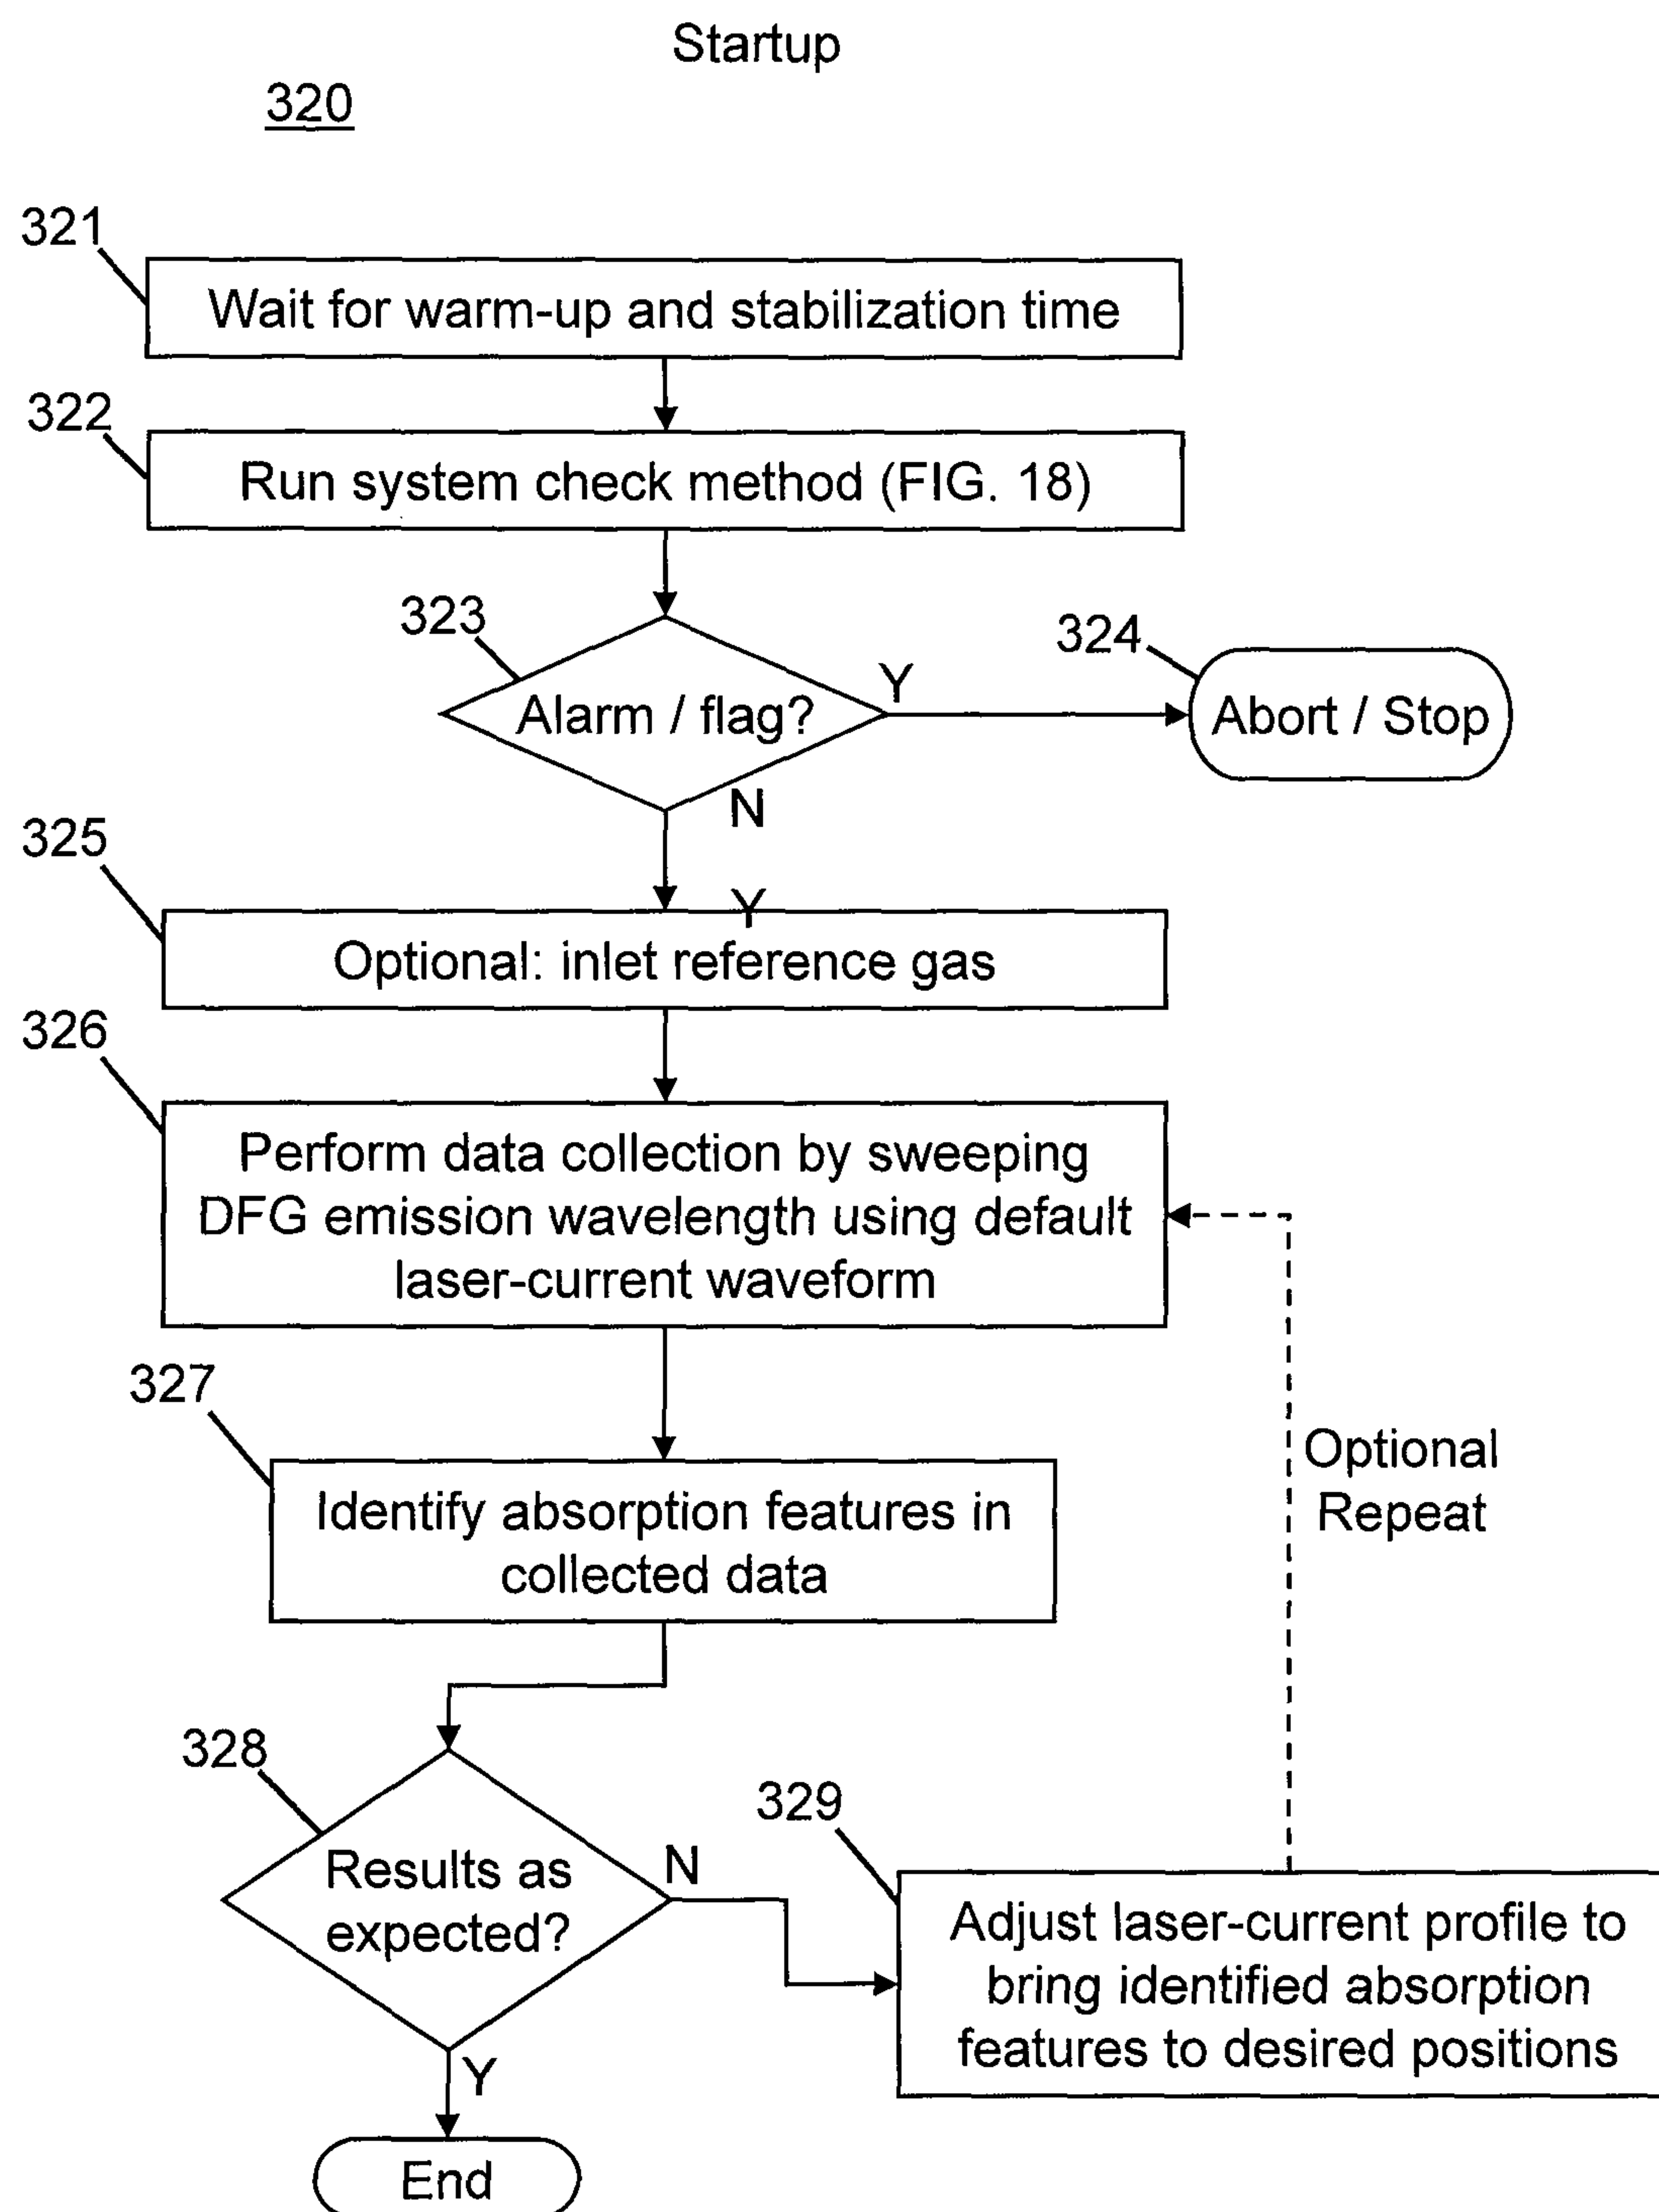 Startup
320
321
Wait for warm-up and stabilization time
322
Run system check method (FIG. 18)
323
Alarm / flag?
Y
324
Abort / Stop
N
325
Y
Optional: inlet reference gas
326
Perform data collection by sweeping
DFG emission wavelength using default
laser-current waveform
327
Identify absorption features in
collected data
Optional
Repeat
328
Results as
expected?
N
329
Adjust laser-current profile to
bring identified absorption
features to desired positions
Y
End